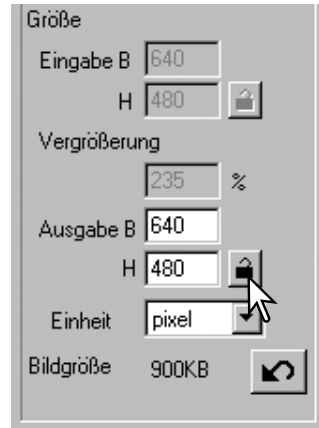 Größe
Eingabe B 640
H 480
Vergrößerung
235 %
Ausgabe B 640
H 480
Einheit pixel
Bildgröße 900KB